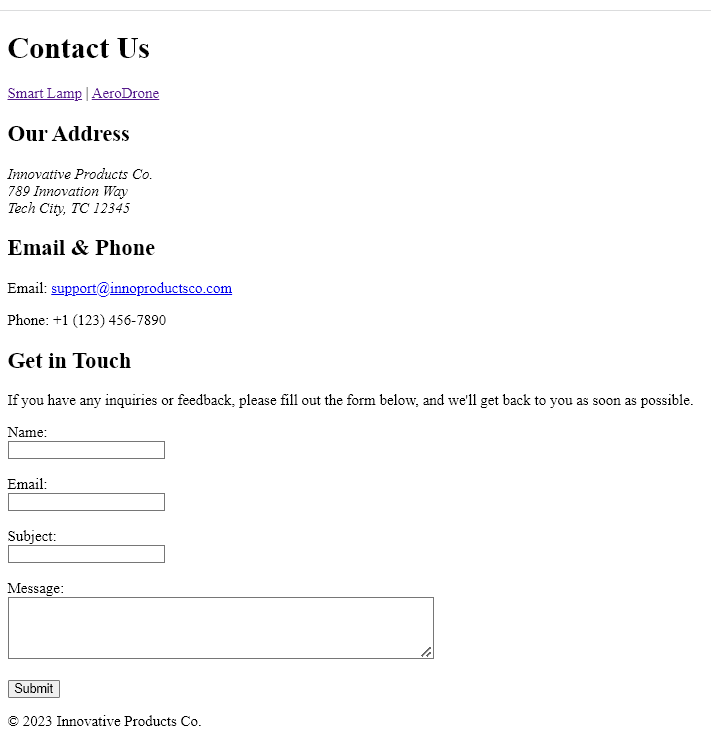 Contact Us
Smart Lamp | AeroDrone
Our Address
Innovative Products Co.
789 Innovation Way
Tech City, TC 12345
Email & Phone
Email: support@innoproductsco.com
Phone: +1 (123) 456-7890
Get in Touch
If you have any inquiries or feedback, please fill out the form below, and we'll get back to you as soon as possible.
Name:
Email:
Subject:
Message:
Submit
© 2023 Innovative Products Co.